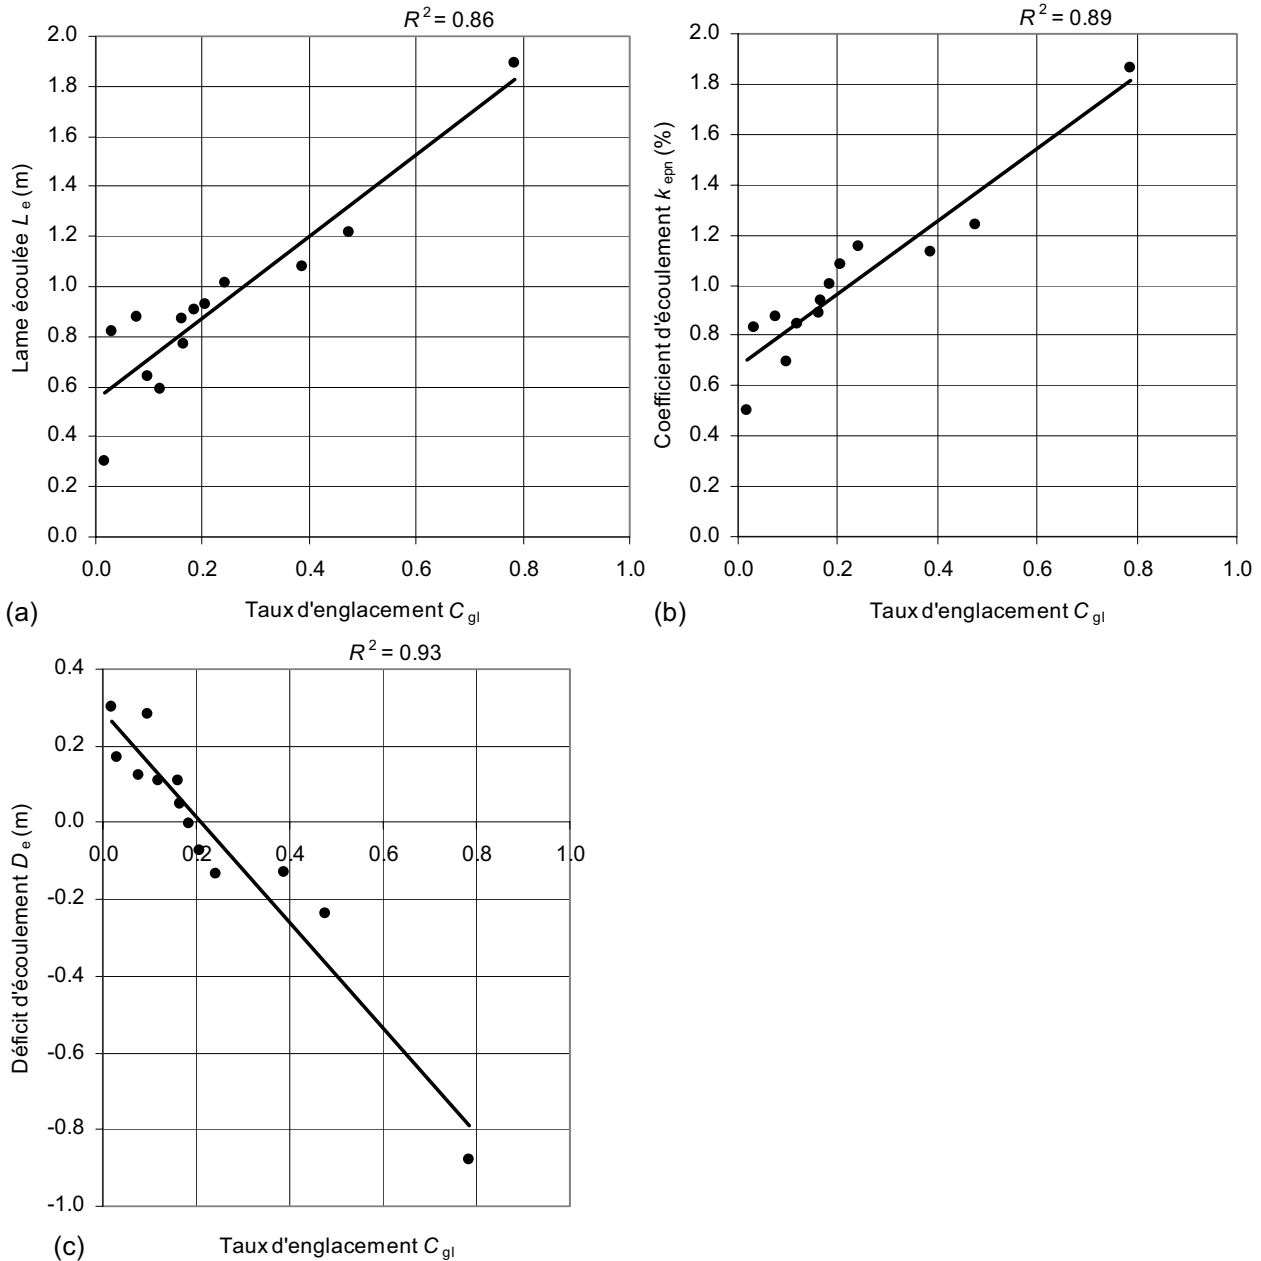 R² = 0.86
Lame écoulée L e (m)
2.0
1.8
1.6
1.4
1.2
1.0
0.8
0.6
0.4
0.2
0.0
0.0 0.2 0.4 0.6 0.8 1.0
(a) Taux d'englacement C gl
R² = 0.89
Coefficient d'écoulement k epn (%)
2.0
1.8
1.6
1.4
1.2
1.0
0.8
0.6
0.4
0.2
0.0
0.0 0.2 0.4 0.6 0.8 1.0
(b) Taux d'englacement C gl
R² = 0.93
Déficit d'écoulement D e (m)
0.4
0.2
0.0
0.0 0.2 0.4 0.6 0.8 1.0
-0.2
-0.4
-0.6
-0.8
-1.0
(c) Taux d'englacement C gl